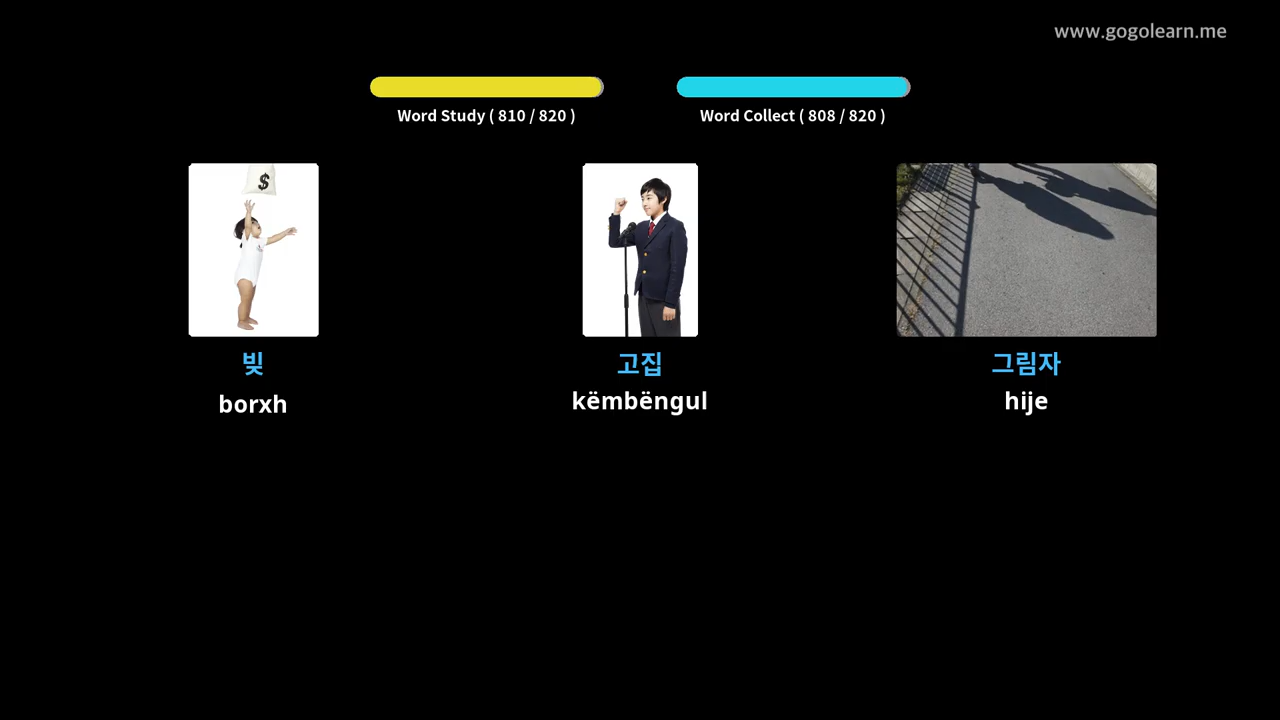 www.gogolearn.me
Word Study ( 810 / 820 )
Word Collect ( 808 / 820 )
$
빚
고집
그림자
borxh
këmbëngul
hije